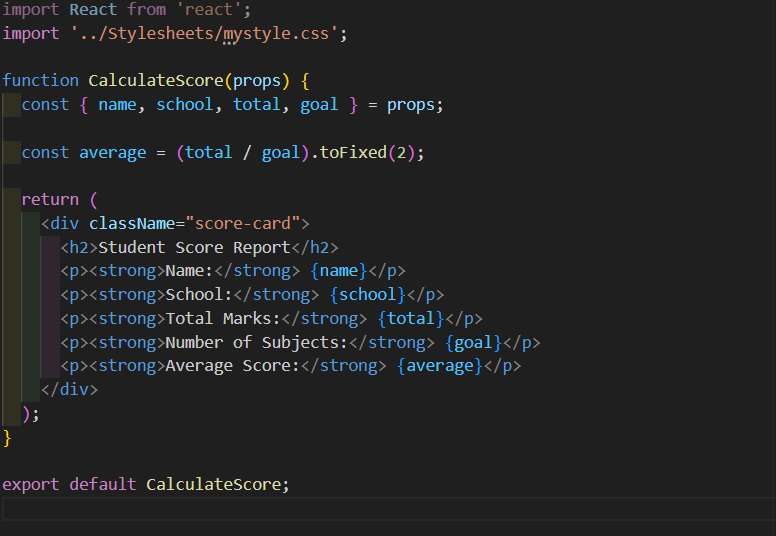 import React from 'react';
import '../Stylesheets/mystyle.css';
function CalculateScore(props) {
const { name, school, total, goal } = props;
const average = (total / goal).toFixed(2);
return (
<div className="score-card">
<h2>Student Score Report</h2>
<p><strong>Name:</strong> {name}</p>
<p><strong>School:</strong> {school}</p>
<p><strong>Total Marks:</strong> {total}</p>
<p><strong>Number of Subjects:</strong> {goal}</p>
<p><strong>Average Score:</strong> {average}</p>
</div>
);
}
export default CalculateScore;